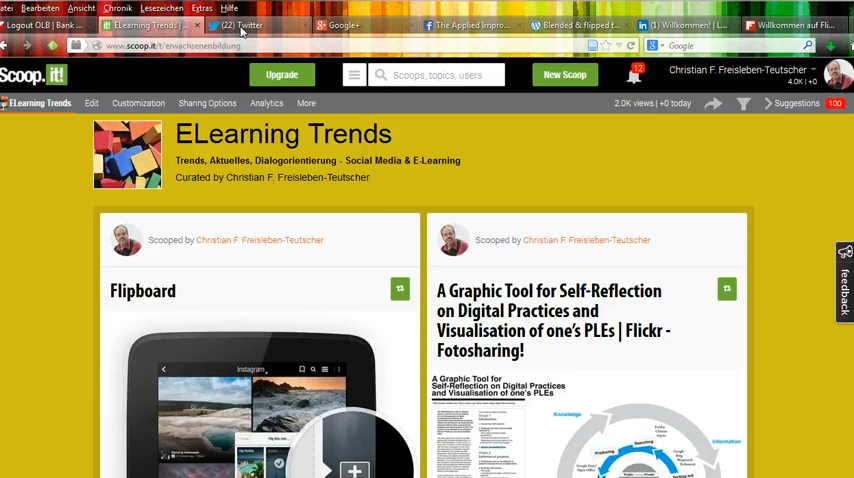 atei Bearbeiten Ansicht Chronik Lesezeichen Extras Hilfe
Logout OLB | Bank ... ELearning Trends | ... (22) Twitter Google+ The Applied Impro... Blended & flipped t... (1) Willkommen! | L... Willkommen auf Fli...
www.scoop.it/t/erwachsenenbildung Google
Scoop.it! Upgrade Scoops, topics, users New Scoop 12 Christian F. Freisleben-Teutscher
4.0K | +0
ELearning Trends Edit Customization Sharing Options Analytics More 2.0K views | +0 today Suggestions 100
ELearning Trends
Trends, Aktuelles, Dialogorientierung - Social Media & E-Learning
Curated by Christian F. Freisleben-Teutscher
Scooped by Christian F. Freisleben-Teutscher
Flipboard
Instagram
Scooped by Christian F. Freisleben-Teutscher
A Graphic Tool for Self-Reflection
on Digital Practices and
Visualisation of one's PLEs | Flickr -
Fotosharing!
A Graphic Tool for
Self-Reflection on Digital Practices
and Visualisation of one's PLEs
Knowledge
Information
Producing
Searching
feedback